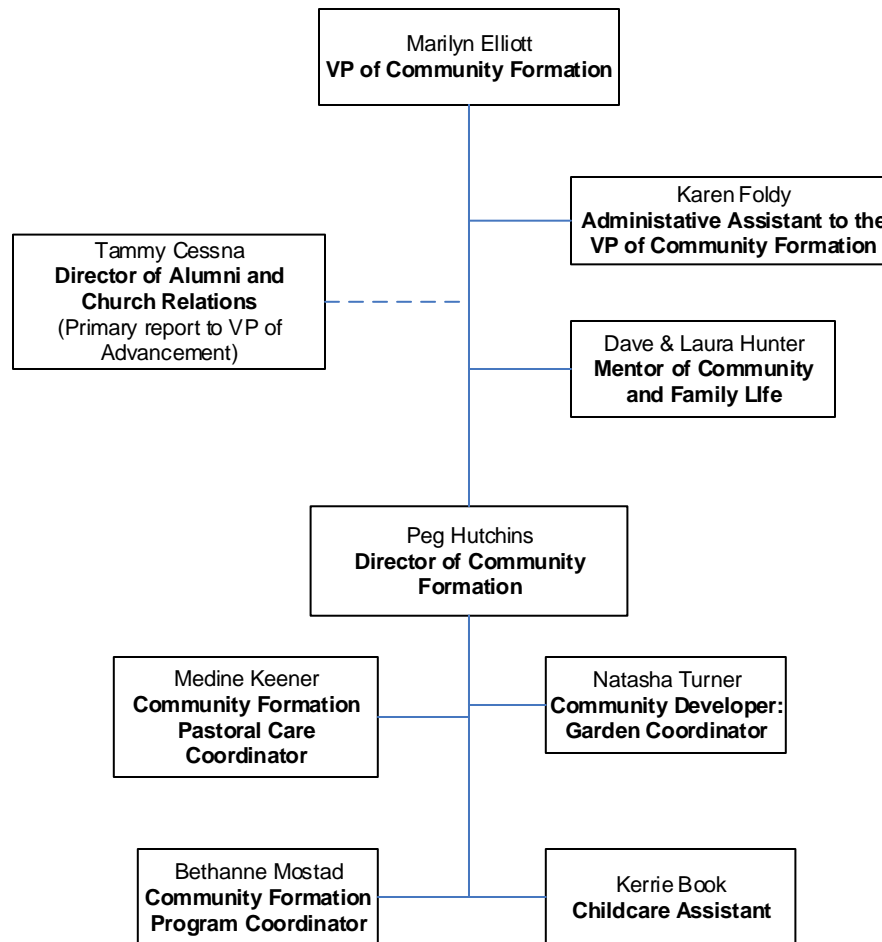 Marilyn Elliott
VP of Community Formation
Karen Foldy
Administative Assistant to the
VP of Community Formation
Tammy Cessna
Director of Alumni and
Church Relations
(Primary report to VP of
Advancement)
Dave & Laura Hunter
Mentor of Community
and Family LIfe
Peg Hutchins
Director of Community
Formation
Medine Keener
Community Formation
Pastoral Care
Coordinator
Natasha Turner
Community Developer:
Garden Coordinator
Bethanne Mostad
Community Formation
Program Coordinator
Kerrie Book
Childcare Assistant